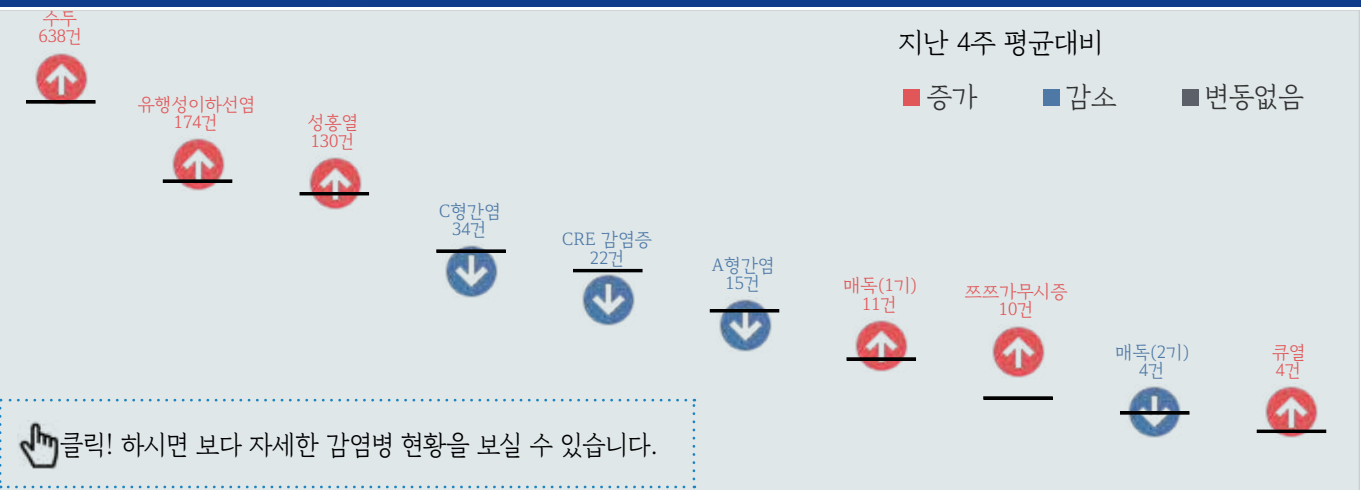 수두
638건
지난 4주 평균대비
증가
감소
변동없음
유행성이하선염
174건
성홍열
130건
C형간염
34건
CRE 감염증
22건
A형간염
15건
매독(1기)
11건
쯔쯔가무시증
10건
매독(2기)
4건
큐열
4건
클릭! 하시면 보다 자세한 감염병 현황을 보실 수 있습니다.